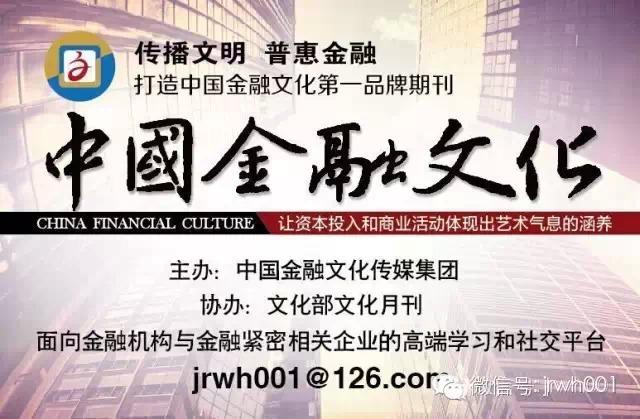 传播文明 普惠金融
打造中国金融文化第一品牌期刊
中國金融文化
CHINA FINANCIAL CULTURE 让资本投入和商业活动体现出艺术气息的涵养
主办：中国金融文化传媒集团
协办：文化部文化月刊
面向金融机构与金融紧密相关企业的高端学习和社交平台
jrwh001@126.com
微信号: jrwh001